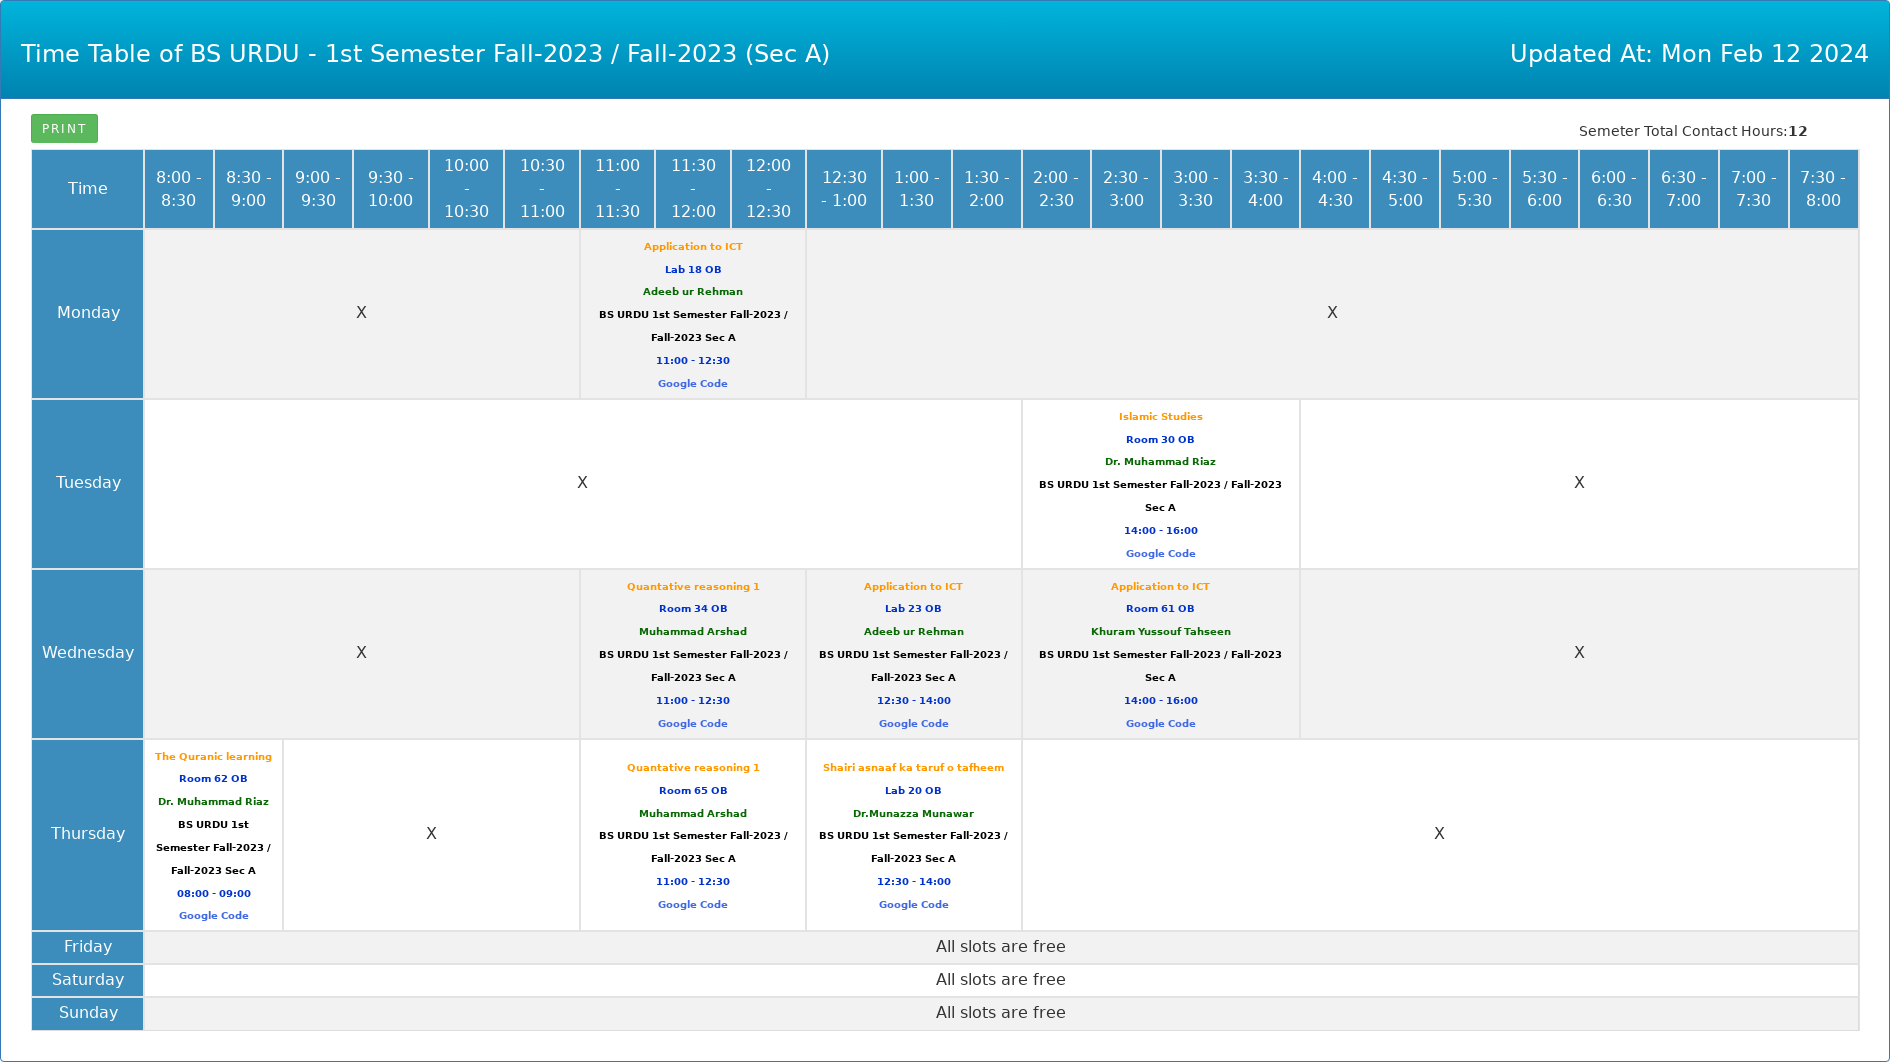 Time Table of BS URDU - 1st Semester Fall-2023 / Fall-2023 (Sec A)
Updated At: Mon Feb 12 2024
PRINT
Semeter Total Contact Hours:12
Time
8:00 -
8:30
8:30 -
9:00
9:00 -
9:30
9:30 -
10:00
10:00
-
10:30
10:30
-
11:00
11:00
-
11:30
11:30
-
12:00
12:00
-
12:30
12:30
- 1:00
1:00 -
1:30
1:30 -
2:00
2:00 -
2:30
2:30 -
3:00
3:00 -
3:30
3:30 -
4:00
4:00 -
4:30
4:30 -
5:00
5:00 -
5:30
5:30 -
6:00
6:00 -
6:30
6:30 -
7:00
7:00 -
7:30
7:30 -
8:00
Monday
X
Application to ICT
Lab 18 OB
Adeeb ur Rehman
BS URDU 1st Semester Fall-2023 /
Fall-2023 Sec A
11:00 - 12:30
Google Code
X
Tuesday
X
Islamic Studies
Room 30 OB
Dr. Muhammad Riaz
BS URDU 1st Semester Fall-2023 / Fall-2023
Sec A
14:00 - 16:00
Google Code
X
Wednesday
X
Quantative reasoning 1
Room 34 OB
Muhammad Arshad
BS URDU 1st Semester Fall-2023 /
Fall-2023 Sec A
11:00 - 12:30
Google Code
Application to ICT
Lab 23 OB
Adeeb ur Rehman
BS URDU 1st Semester Fall-2023 /
Fall-2023 Sec A
12:30 - 14:00
Google Code
Application to ICT
Room 61 OB
Khuram Yussouf Tahseen
BS URDU 1st Semester Fall-2023 / Fall-2023
Sec A
14:00 - 16:00
Google Code
X
Thursday
The Quranic learning
Room 62 OB
Dr. Muhammad Riaz
BS URDU 1st
Semester Fall-2023 /
Fall-2023 Sec A
08:00 - 09:00
Google Code
X
Quantative reasoning 1
Room 65 OB
Muhammad Arshad
BS URDU 1st Semester Fall-2023 /
Fall-2023 Sec A
11:00 - 12:30
Google Code
Shairi asnaaf ka taruf o tafheem
Lab 20 OB
Dr.Munazza Munawar
BS URDU 1st Semester Fall-2023 /
Fall-2023 Sec A
12:30 - 14:00
Google Code
X
Friday
All slots are free
Saturday
All slots are free
Sunday
All slots are free